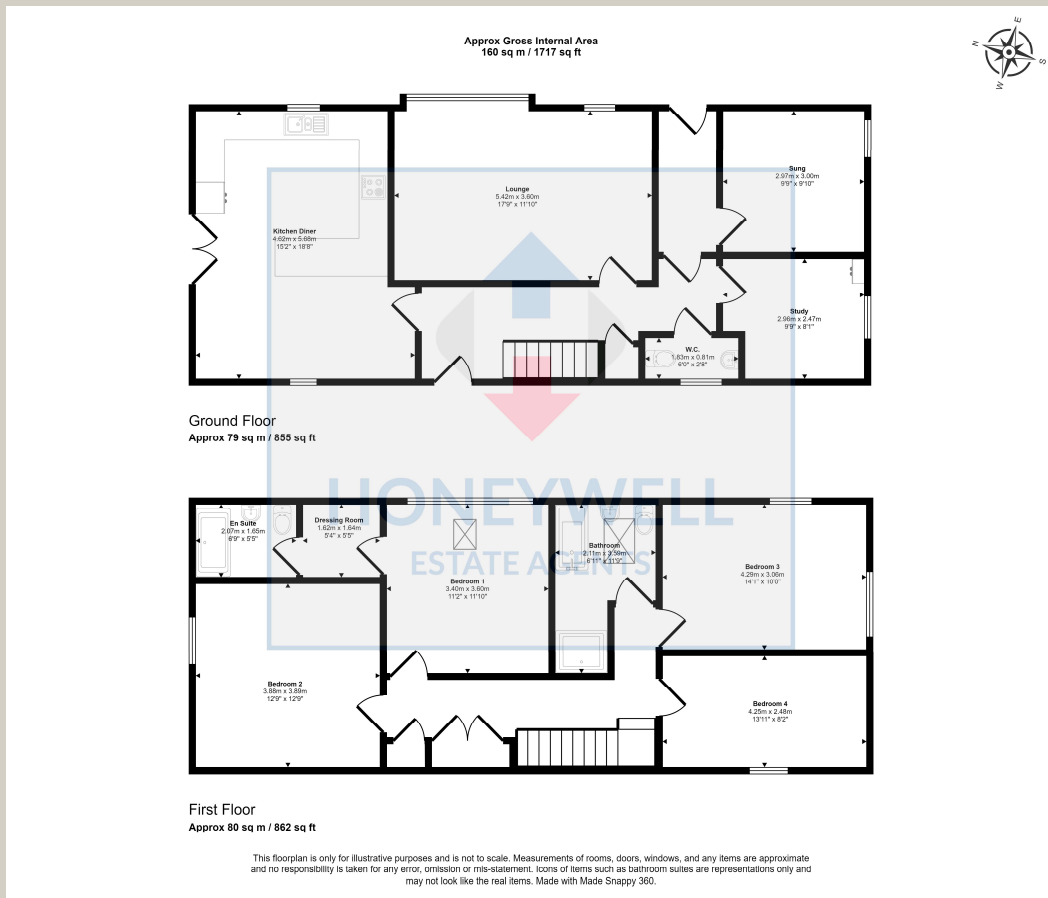 Approx Gross Internal Area
160 sq m / 1717 sq ft
N
E
S
W
Sung
2.97m x 3.00m
9'9" x 9'10"
Lounge
5.42m x 3.60m
17'9" x 11'10"
Kitchen Diner
4.62m x 5.68m
15'2" x 18'8"
Study
2.96m x 2.47m
9'9" x 8'1"
W.C.
1.83m x 0.81m
6'0" x 2'8"
Ground Floor
Approx 79 sq m / 855 sq ft
HONEYWELL
ESTATE AGENTS
En Suite
2.07m x 1.65m
6'9" x 5'5"
Dressing Room
1.62m x 1.64m
5'4" x 5'5"
Bathroom
2.11m x 3.59m
6'11" x 11'9"
Bedroom 1
3.40m x 3.60m
11'2" x 11'10"
Bedroom 3
4.29m x 3.06m
14'1" x 10'0"
Bedroom 2
3.88m x 3.89m
12'9" x 12'9"
Bedroom 4
4.25m x 2.48m
13'11" x 8'2"
First Floor
Approx 80 sq m / 862 sq ft
This floorplan is only for illustrative purposes and is not to scale. Measurements of rooms, doors, windows, and any items are approximate
and no responsibility is taken for any error, omission or mis-statement. Icons of items such as bathroom suites are representations only and
may not look like the real items. Made with Made Snappy 360.